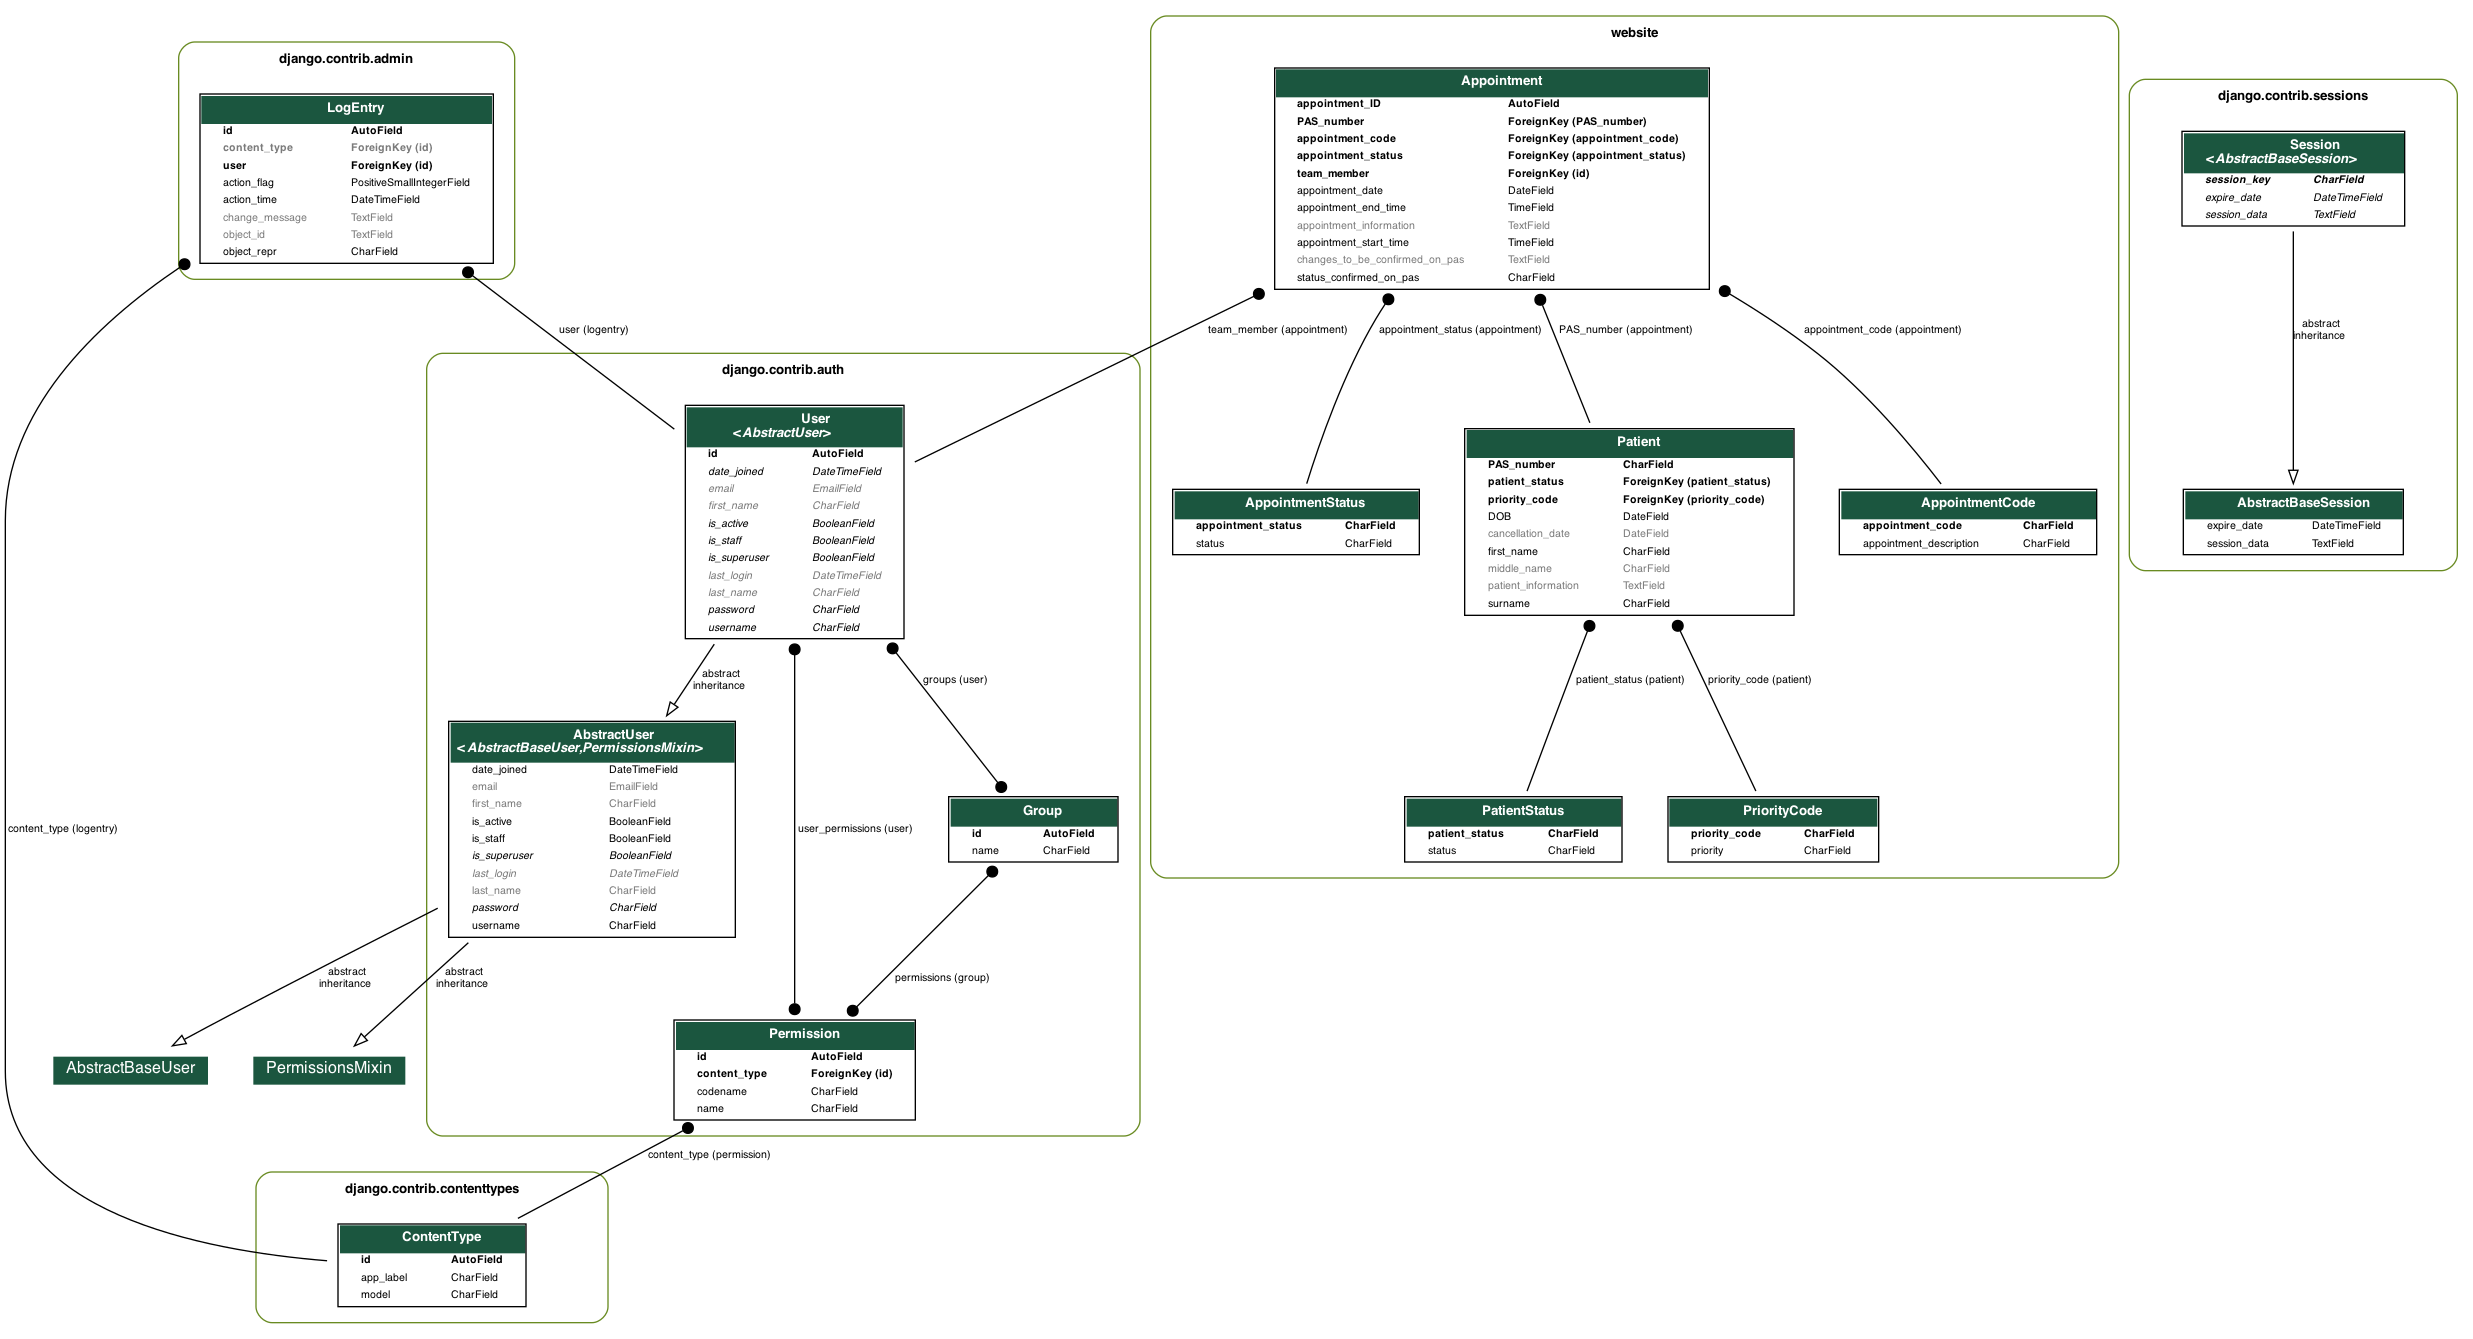 django.contrib.admin
LogEntry
id AutoField
content_type ForeignKey (id)
user ForeignKey (id)
action_flag PositiveSmallIntegerField
action_time DateTimeField
change_message TextField
object_id TextField
object_repr CharField
website
Appointment
appointment_ID AutoField
PAS_number ForeignKey (PAS_number)
appointment_code ForeignKey (appointment_code)
appointment_status ForeignKey (appointment_status)
team_member ForeignKey (id)
appointment_date DateField
appointment_end_time TimeField
appointment_information TextField
appointment_start_time TimeField
changes_to_be_confirmed_on_pas TextField
status_confirmed_on_pas CharField
django.contrib.sessions
Session
<AbstractBaseSession>
session_key CharField
expire_date DateTimeField
session_data TextField
user (logentry)
team_member (appointment)
appointment_status (appointment)
PAS_number (appointment)
appointment_code (appointment)
abstract
inheritance
django.contrib.auth
User
<AbstractUser>
id AutoField
date_joined DateTimeField
email EmailField
first_name CharField
is_active BooleanField
is_staff BooleanField
is_superuser BooleanField
last_login DateTimeField
last_name CharField
password CharField
username CharField
AppointmentStatus
appointment_status CharField
status CharField
Patient
PAS_number CharField
patient_status ForeignKey (patient_status)
priority_code ForeignKey (priority_code)
DOB DateField
cancellation_date DateField
first_name CharField
middle_name CharField
patient_information TextField
surname CharField
AppointmentCode
appointment_code CharField
appointment_description CharField
AbstractBaseSession
expire_date DateTimeField
session_data TextField
abstract
inheritance
groups (user)
patient_status (patient)
priority_code (patient)
AbstractUser
<AbstractBaseUser,PermissionsMixin>
date_joined DateTimeField
email EmailField
first_name CharField
is_active BooleanField
is_staff BooleanField
is_superuser BooleanField
last_login DateTimeField
last_name CharField
password CharField
username CharField
content_type (logentry)
user_permissions (user)
Group
id AutoField
name CharField
PatientStatus
patient_status CharField
status CharField
PriorityCode
priority_code CharField
priority CharField
abstract
inheritance
abstract
inheritance
permissions (group)
AbstractBaseUser
PermissionsMixin
Permission
id AutoField
content_type ForeignKey (id)
codename CharField
name CharField
content_type (permission)
django.contrib.contenttypes
ContentType
id AutoField
app_label CharField
model CharField